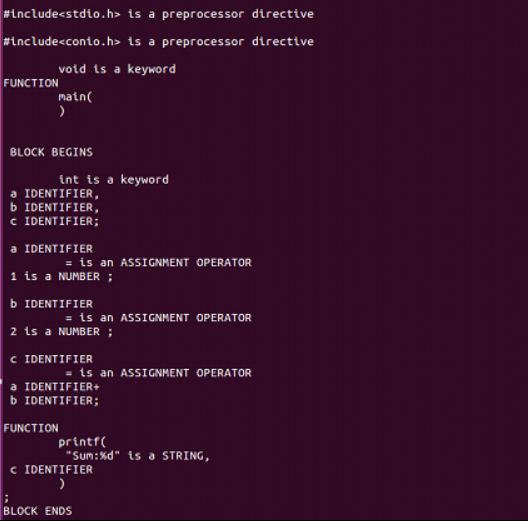 #include<stdio.h> is a preprocessor directive
#include<conio.h> is a preprocessor directive
void is a keyword
FUNCTION
main(
)
BLOCK BEGINS
int is a keyword
a IDENTIFIER,
b IDENTIFIER,
c IDENTIFIER;
a IDENTIFIER
= is an ASSIGNMENT OPERATOR
1 is a NUMBER ;
b IDENTIFIER
= is an ASSIGNMENT OPERATOR
2 is a NUMBER ;
c IDENTIFIER
= is an ASSIGNMENT OPERATOR
a IDENTIFIER+
b IDENTIFIER;
FUNCTION
printf(
"Sum:%d" is a STRING,
c IDENTIFIER
)
;
BLOCK ENDS